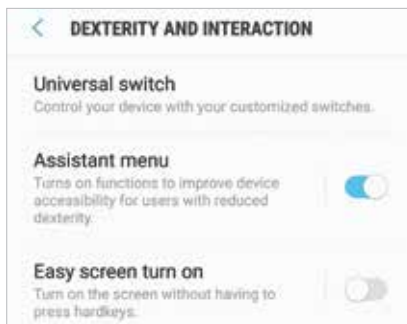 DEXTERITY AND INTERACTION
Universal switch
Control your device with your customized switches.
Assistant menu
Turns on functions to improve device
accessibility for users with reduced
dexterity.
Easy screen turn on
Turn on the screen without having to
press hardkeys.